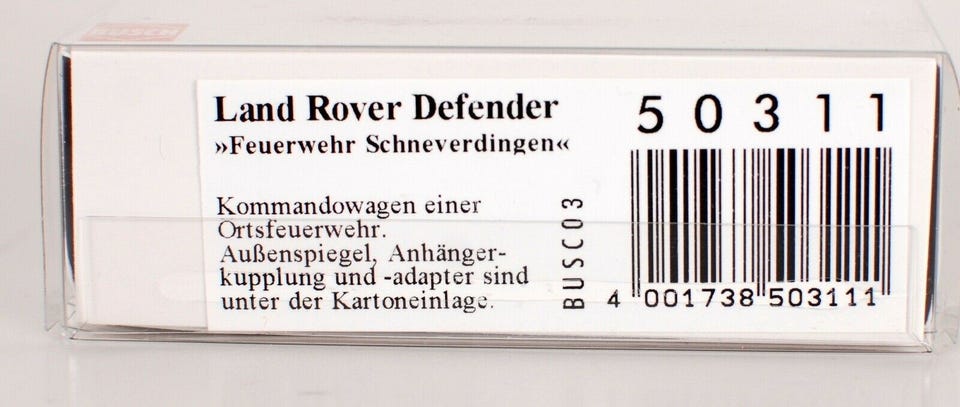 BUSCH
Land Rover Defender
»Feuerwehr Schneverdingen«
Kommandowagen einer
Ortsfeuerwehr.
Außenspiegel, Anhänger-
kupplung und -adapter sind
unter der Kartoneinlage.
BUSC03
50311
4 001738 503111